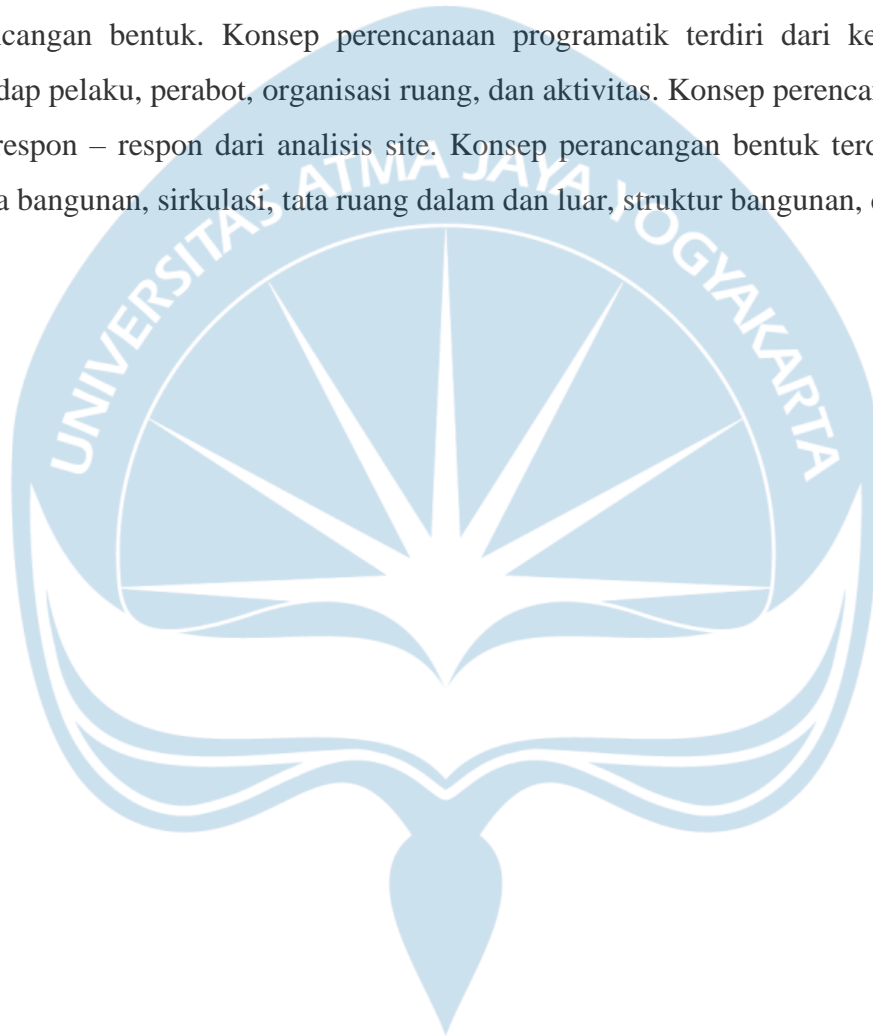 ncangan bentuk. Konsep perencanaan programatik terdiri dari ke
dap pelaku, perabot, organisasi ruang, dan aktivitas. Konsep perencan
respon – respon dari analisis site. Konsep perancangan bentuk terd
a bangunan, sirkulasi, tata ruang dalam dan luar, struktur bangunan,
UNIVERSITAS ATMA JAYA YOGYAKARTA